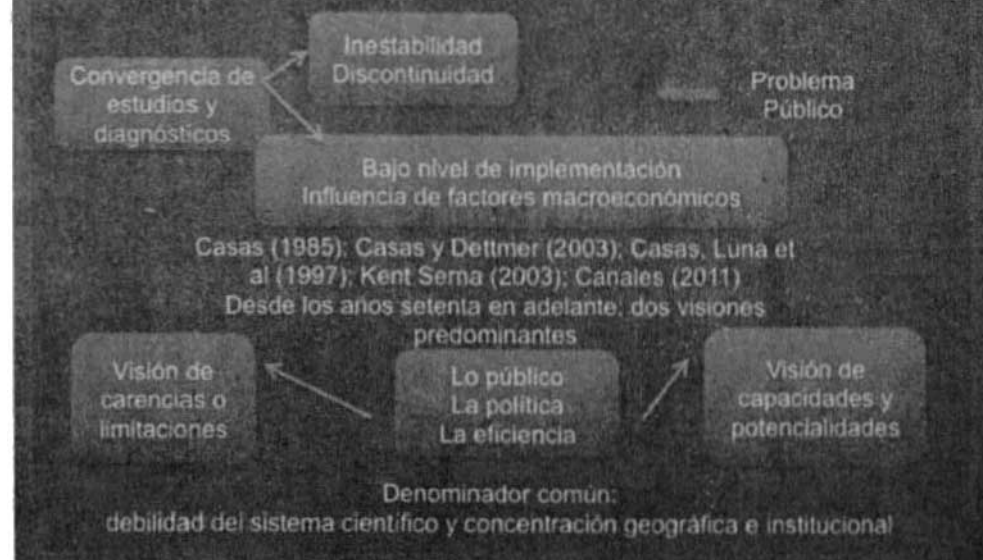 Inestabilidad
Discontinuidad
Convergencia de
estudios y
diagnósticos
Problema
Público
Bajo nivel de implementación
Influencia de factores macroeconómicos
Casas (1985); Casas y Dettmer (2003); Casas, Luna et
al (1997); Kent Serna (2003); Canales (2011)
Desde los años setenta en adelante: dos visiones
predominantes
Visión de
carencias o
limitaciones
Lo público
La política
La eficiencia
Visión de
capacidades y
potencialidades
Denominador común:
debilidad del sistema científico y concentración geográfica e institucional